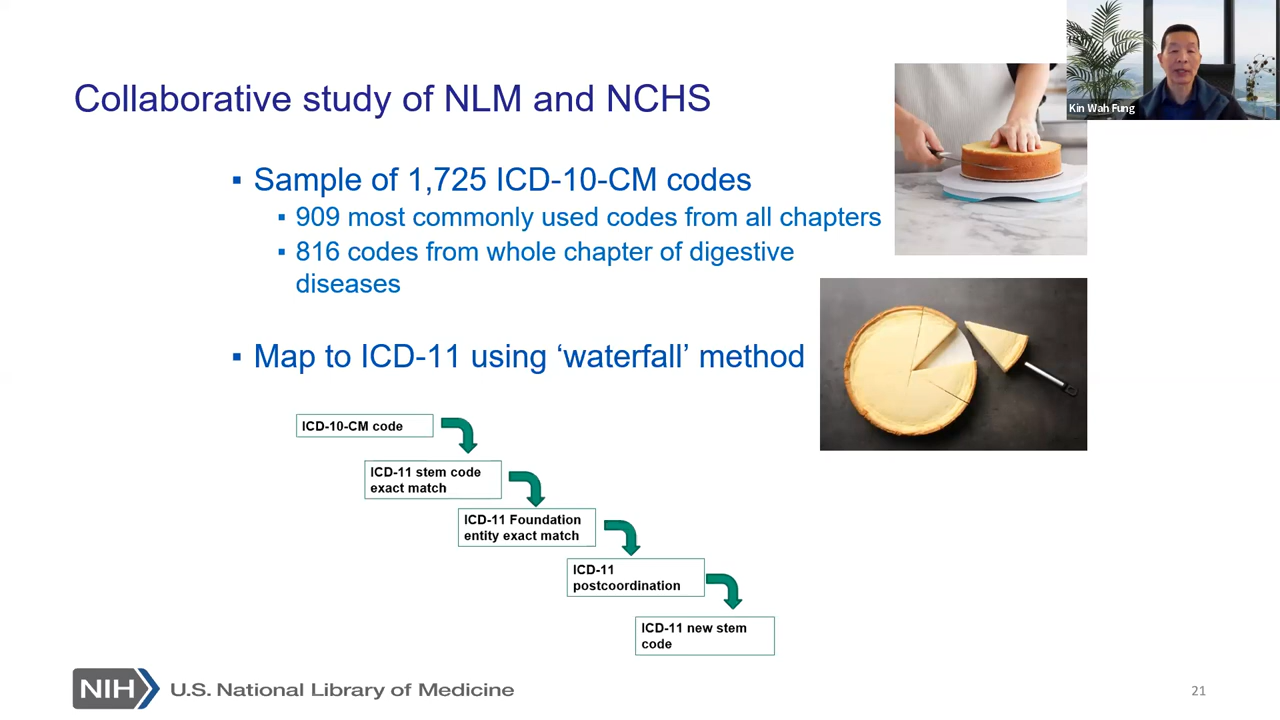 Kin Wah Fung
Collaborative study of NLM and NCHS
▪ Sample of 1,725 ICD-10-CM codes
▪ 909 most commonly used codes from all chapters
▪ 816 codes from whole chapter of digestive
diseases
▪ Map to ICD-11 using ‘waterfall’ method
ICD-10-CM code
ICD-11 stem code
exact match
ICD-11 Foundation
entity exact match
ICD-11
postcoordination
ICD-11 new stem
code
NIH U.S. National Library of Medicine
21